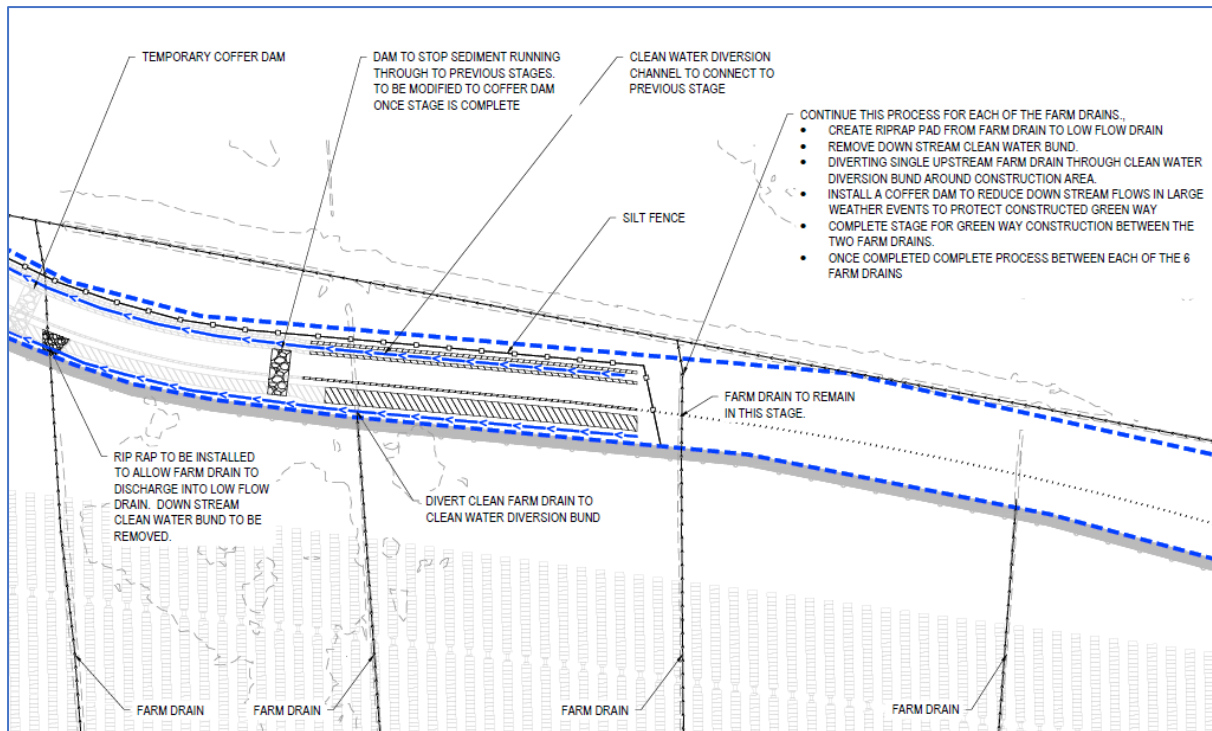 TEMPORARY COFFER DAM
DAM TO STOP SEDIMENT RUNNING
THROUGH TO PREVIOUS STAGES.
TO BE MODIFIED TO COFFER DAM
ONCE STAGE IS COMPLETE
CLEAN WATER DIVERSION
CHANNEL TO CONNECT TO
PREVIOUS STAGE
CONTINUE THIS PROCESS FOR EACH OF THE FARM DRAINS.,
• CREATE RIPRAP PAD FROM FARM DRAIN TO LOW FLOW DRAIN
• REMOVE DOWN STREAM CLEAN WATER BUND.
• DIVERTING SINGLE UPSTREAM FARM DRAIN THROUGH CLEAN WATER
DIVERSION BUND AROUND CONSTRUCTION AREA.
• INSTALL A COFFER DAM TO REDUCE DOWN STREAM FLOWS IN LARGE
WEATHER EVENTS TO PROTECT CONSTRUCTED GREEN WAY
• COMPLETE STAGE FOR GREEN WAY CONSTRUCTION BETWEEN THE
TWO FARM DRAINS.
• ONCE COMPLETED COMPLETE PROCESS BETWEEN EACH OF THE 6
FARM DRAINS
SILT FENCE
FARM DRAIN TO REMAIN
IN THIS STAGE.
RIP RAP TO BE INSTALLED
TO ALLOW FARM DRAIN TO
DISCHARGE INTO LOW FLOW
DRAIN. DOWN STREAM
CLEAN WATER BUND TO BE
REMOVED.
DIVERT CLEAN FARM DRAIN TO
CLEAN WATER DIVERSION BUND
FARM DRAIN
FARM DRAIN
FARM DRAIN
FARM DRAIN